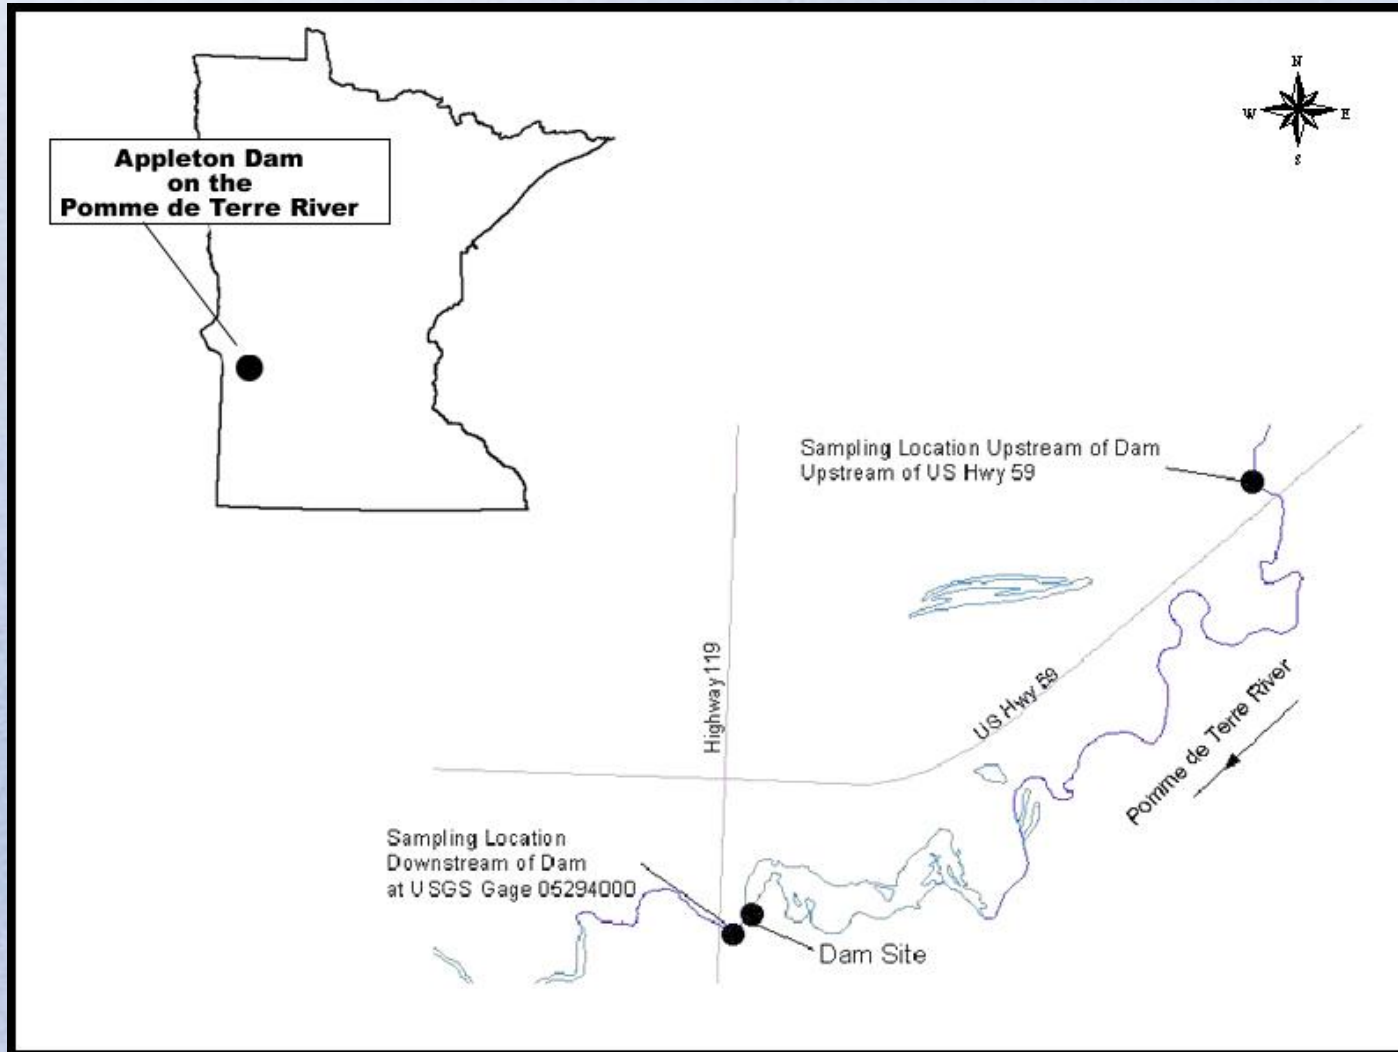 Appleton Dam
on the
Pomme de Terre River
N
W
E
S
Sampling Location Upstream of Dam
Upstream of US Hwy 59
Highway 119
US Hwy 59
Pomme de Terre River
Sampling Location
Downstream of Dam
at USGS Gage 05294000
Dam Site